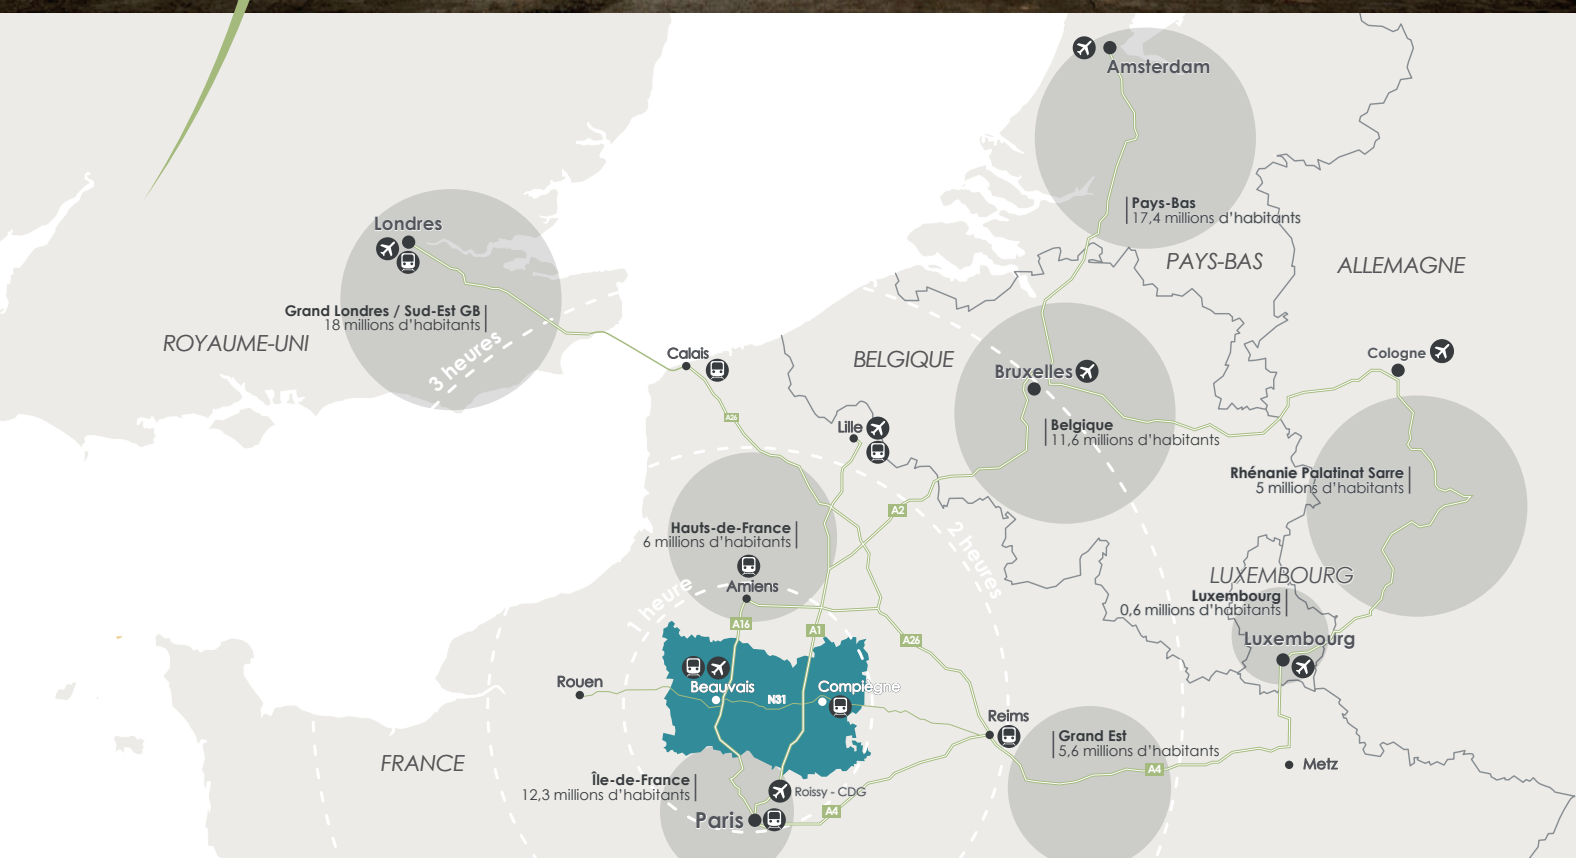 Amsterdam
Pays-Bas
17,4 millions d’habitants
Londres
PAYS-BAS
ALLEMAGNE
Grand Londres / Sud-Est GB
18 millions d’habitants
ROYAUME-UNI
3 heures
Calais
BELGIQUE
Bruxelles
Cologne
A26
Lille
Belgique
11,6 millions d’habitants
Rhénanie Palatinat Sarre
5 millions d’habitants
A2
Hauts-de-France
6 millions d’habitants
2 heures
Amiens
1 heure
LUXEMBOURG
Luxembourg
0,6 millions d’habitants
A16
A1
A26
Luxembourg
Rouen
Beauvais
N31
Compiègne
Reims
Grand Est
5,6 millions d’habitants
FRANCE
Metz
A4
Île-de-France
12,3 millions d’habitants
Roissy - CDG
A4
Paris